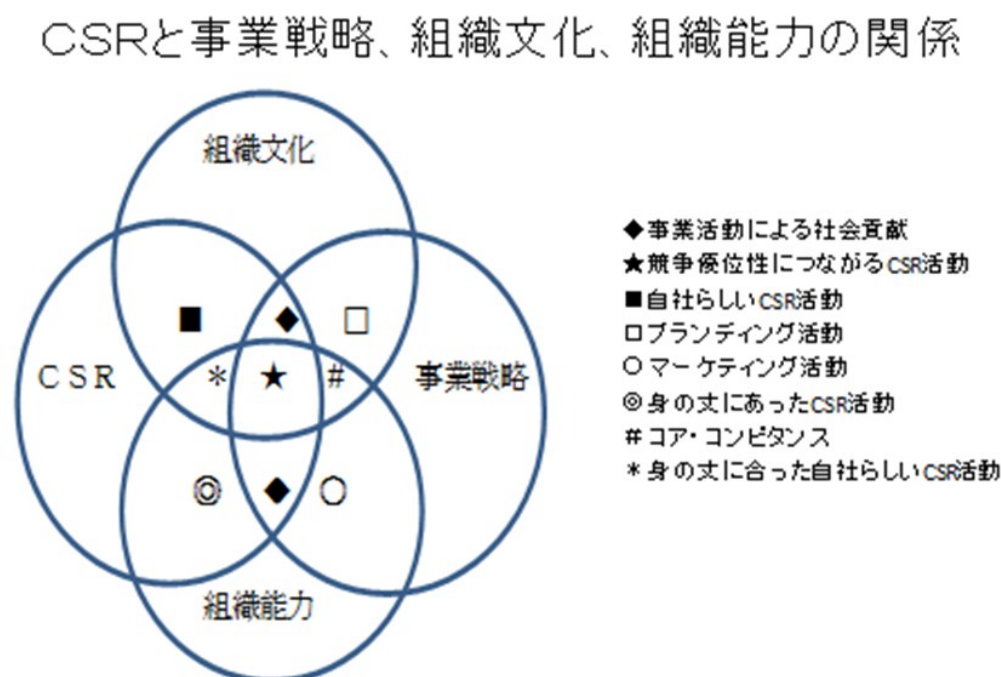 CSRと事業戦略、組織文化、組織能力の関係
組織文化
◆事業活動による社会貢献
★競争優位性につながるCSR活動
■自社らしいCSR活動
□ブランディング活動
○マーケティング活動
◎身の丈にあったCSR活動
#コア・コンピタンス
*身の丈に合った自社らしいCSR活動
■ ◆ □
CSR * ★ # 事業戦略
◎ ◆ ○
組織能力